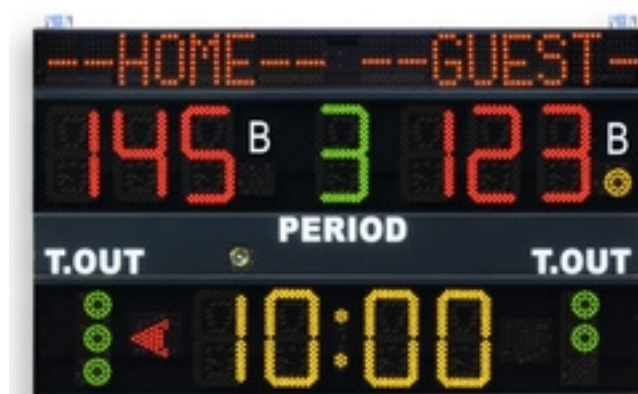 --HOME-- --GUEST-
145 B 3 123 B
PERIOD
T.OUT T.OUT
10:00